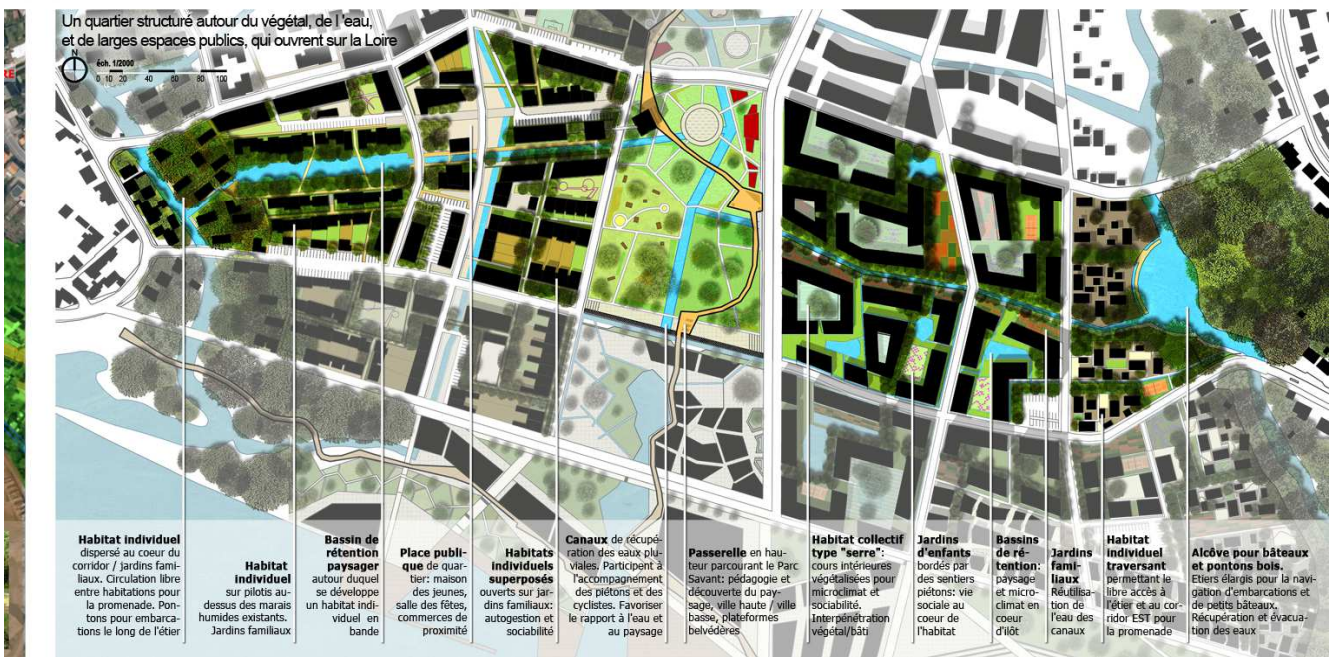 Un quartier structuré autour du végétal, de l'eau,
et de larges espaces publics, qui ouvrent sur la Loire
RE
N
éch. 1/2000
0 10 20 40 60 80 100
Habitat individuel
dispersé au coeur du
corridor / jardins fami-
liaux. Circulation libre
entre habitations pour
la promenade. Pon-
tons pour embarca-
tions le long de l'étier
Habitat
individuel
sur pilotis au-
dessus des marais
humides existants.
Jardins familiaux
Bassin de
rétention
paysager
autour duquel
se développe
un habitat indi-
viduel en
bande
Place publi-
que de quar-
tier: maison
des jeunes,
salle des fêtes,
commerces de
proximité
Habitats
individuels
superposés
ouverts sur jar-
dins familiaux:
autogestion et
sociabilité
Canaux de récupé-
ration des eaux plu-
viales. Participent à
l'accompagnement
des piétons et des
cyclistes. Favoriser
le rapport à l'eau et
au paysage
Passerelle en hau-
teur parcourant le Parc
Savant: pédagogie et
découverte du pay-
sage, ville haute / ville
basse, plateformes
belvédères
Habitat collectif
type "serre":
cours intérieures
végétalisées pour
microclimat et
sociabilité.
Interpénétration
végétal/bâti
Jardins
d'enfants
bordés par
des sentiers
piétons: vie
sociale au
coeur de
l'habitat
Bassins
de ré-
tention:
paysage
et micro-
climat en
coeur
d'ilôt
Jardins
fami-
liaux
Réutilisa-
tion de
l'eau des
canaux
Habitat
individuel
traversant
permettant le
libre accès à
l'étier et au cor-
ridor EST pour
la promenade
Alcôve pour bâteaux
et pontons bois.
Etiers élargis pour la navi-
gation d'embarcations et
de petits bâteaux.
Récupération et évacua-
tion des eaux